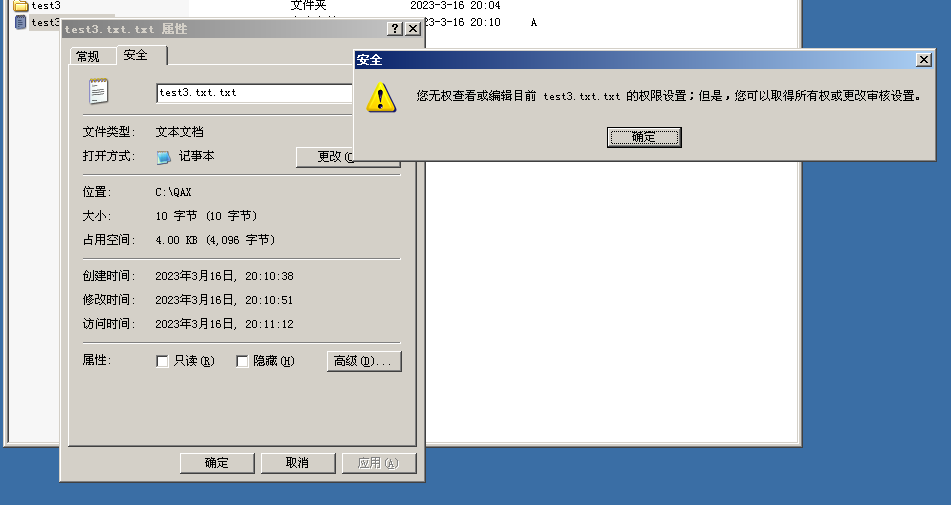 test3 文件夹 2023-3-16 20:04
test3 3-16 20:10 A
test3.txt.txt 属性
常规 安全
安全
test3.txt.txt
您无权查看或编辑目前 test3.txt.txt 的权限设置；但是，您可以取得所有权或更改审核设置。
确定
文件类型: 文本文档
打开方式: 记事本 更改(C
位置: C:\QAX
大小: 10 字节 (10 字节)
占用空间: 4.00 KB (4,096 字节)
创建时间: 2023年3月16日, 20:10:38
修改时间: 2023年3月16日, 20:10:51
访问时间: 2023年3月16日, 20:11:12
属性: 只读(R) 隐藏(H) 高级(D)...
确定 取消 应用(A)